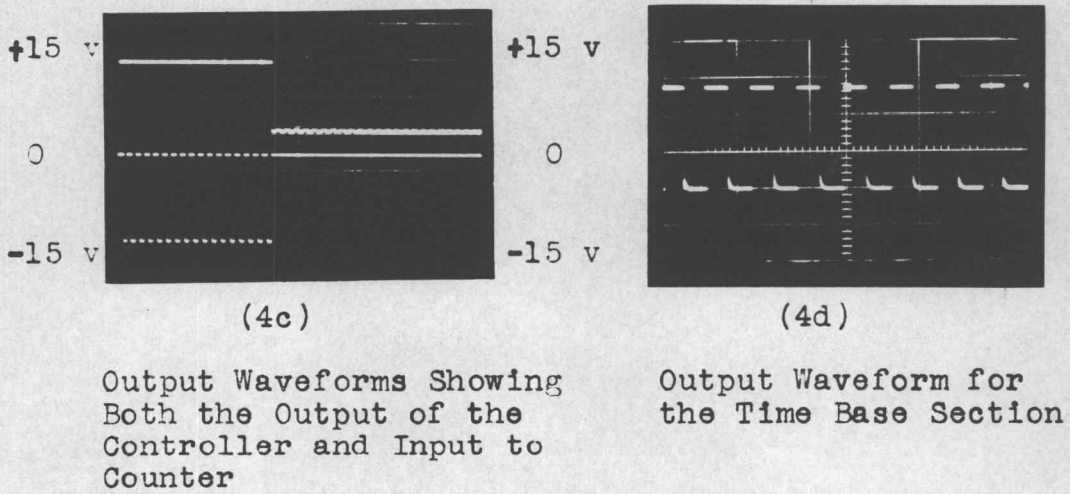 +15 v
0
-15 v
(4c)
Output Waveforms Showing
Both the Output of the
Controller and Input to
Counter
+15 v
0
-15 v
(4d)
Output Waveform for
the Time Base Section